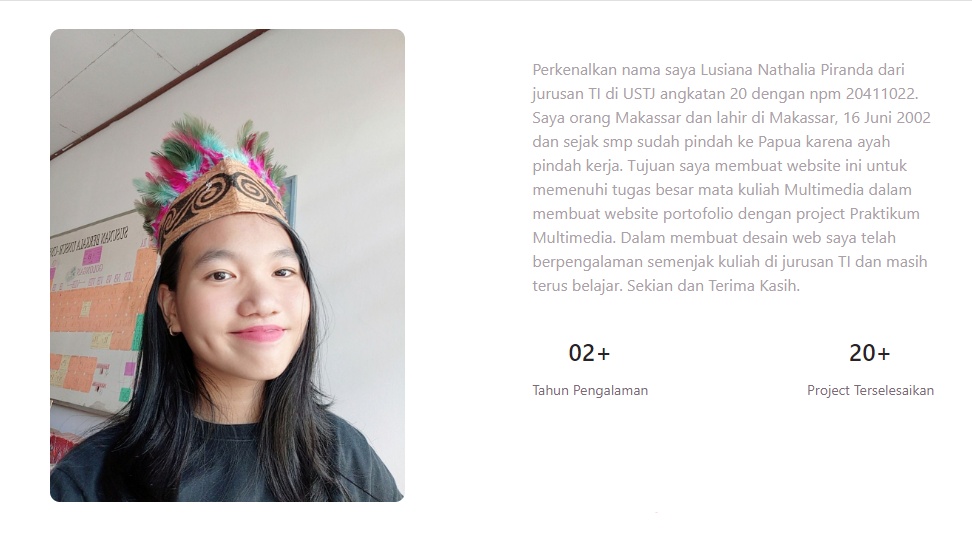 Perkenalkan nama saya Lusiana Nathalia Piranda dari
jurusan TI di USTJ angkatan 20 dengan npm 20411022.
Saya orang Makassar dan lahir di Makassar, 16 Juni 2002
dan sejak smp sudah pindah ke Papua karena ayah
pindah kerja. Tujuan saya membuat website ini untuk
memenuhi tugas besar mata kuliah Multimedia dalam
membuat website portofolio dengan project Praktikum
Multimedia. Dalam membuat desain web saya telah
berpengalaman semenjak kuliah di jurusan TI dan masih
terus belajar. Sekian dan Terima Kasih.
02+
20+
Tahun Pengalaman
Project Terselesaikan